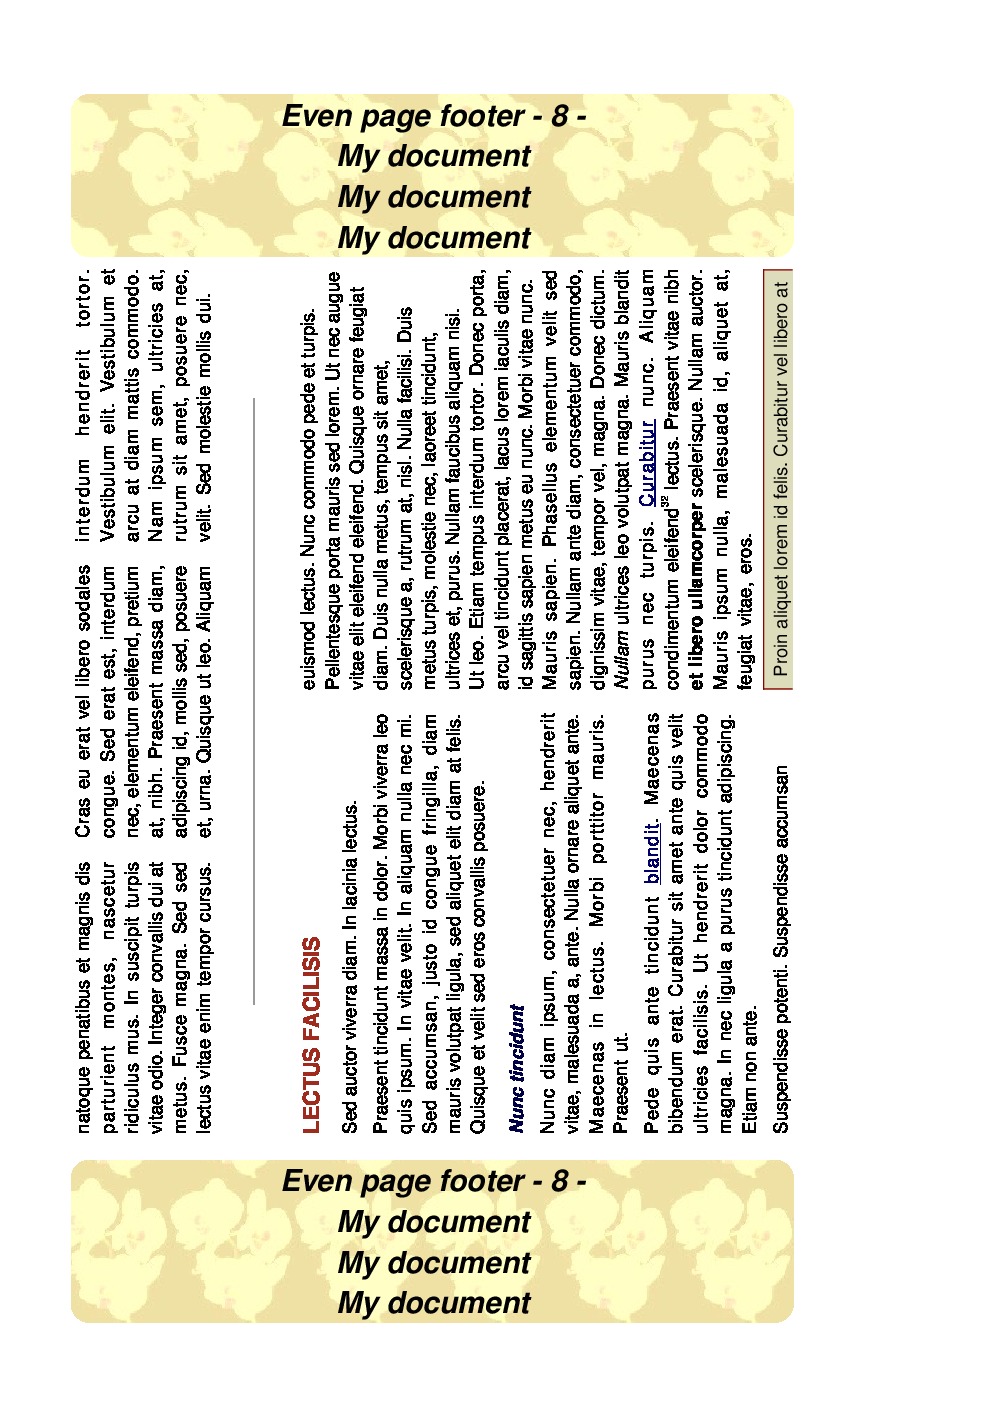 Even page footer - 8 -
My document
My document
My document
natoque penatibus et magnis dis
parturient montes, nascetur
ridiculus mus. In suscipit turpis
vitae odio. Integer convallis dui at
metus. Fusce magna. Sed sed
lectus vitae enim tempor cursus.
Cras eu erat vel libero sodales
congue. Sed erat est, interdum
nec, elementum eleifend, pretium
at, nibh. Praesent massa diam,
adipiscing id, mollis sed, posuere
et, urna. Quisque ut leo. Aliquam
interdum hendrerit tortor.
Vestibulum elit. Vestibulum et
arcu at diam mattis commodo.
Nam ipsum sem, ultricies at,
rutrum sit amet, posuere nec,
velit. Sed molestie mollis dui.
LECTUS FACILISIS
Sed auctor viverra diam. In lacinia lectus.
Praesent tincidunt massa in dolor. Morbi viverra leo
quis ipsum. In vitae velit. In aliquam nulla nec mi.
Sed accumsan, justo id congue fringilla, diam
mauris volutpat ligula, sed aliquet elit diam at felis.
Quisque et velit sed eros convallis posuere.
Nunc tincidunt
Nunc diam ipsum, consectetuer nec, hendrerit
vitae, malesuada a, ante. Nulla ornare aliquet ante.
Maecenas in lectus. Morbi porttitor mauris.
Praesent ut.
Pede quis ante tincidunt blandit. Maecenas
bibendum erat. Curabitur sit amet ante quis velit
ultricies facilisis. Ut hendrerit dolor commodo
magna. In nec ligula a purus tincidunt adipiscing.
Etiam non ante.
Suspendisse potenti. Suspendisse accumsan
euismod lectus. Nunc commodo pede et turpis.
Pellentesque porta mauris sed lorem. Ut nec augue
vitae elit eleifend eleifend. Quisque ornare feugiat
diam. Duis nulla metus, tempus sit amet,
scelerisque a, rutrum at, nisl. Nulla facilisi. Duis
metus turpis, molestie nec, laoreet tincidunt,
ultrices et, purus. Nullam faucibus aliquam nisi.
Ut leo. Etiam tempus interdum tortor. Donec porta,
arcu vel tincidunt placerat, lacus lorem iaculis diam,
id sagittis sapien metus eu nunc. Morbi vitae nunc.
Mauris sapien. Phasellus elementum velit sed
sapien. Nullam ante diam, consectetuer commodo,
dignissim vitae, tempor vel, magna. Donec dictum.
Nullam ultrices leo volutpat magna. Mauris blandit
purus nec turpis. Curabitur nunc. Aliquam
condimentum eleifend³² lectus. Praesent vitae nibh
et libero ullamcorper scelerisque. Nullam auctor.
Mauris ipsum nulla, malesuada id, aliquet at,
feugiat vitae, eros.
Proin aliquet lorem id felis. Curabitur vel libero at
Even page footer - 8 -
My document
My document
My document